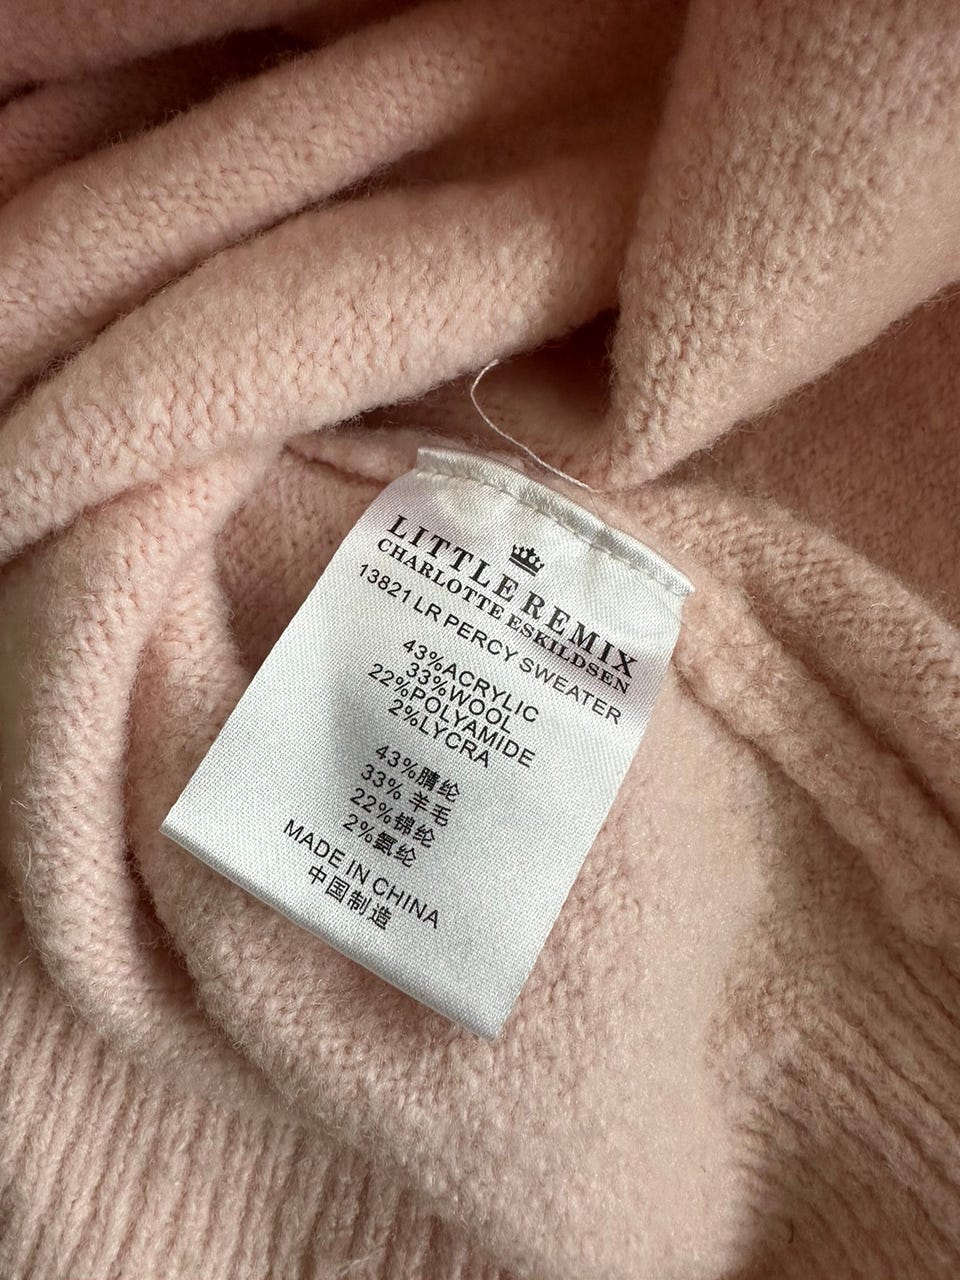 LITTLE REMIX
CHARLOTTE ESKILDSEN
13821 LR PERCY SWEATER
43%ACRYLIC
33%WOOL
22%POLYAMIDE
2%LYCRA
43%腈纶
33% 羊毛
22%锦纶
2%氨纶
MADE IN CHINA
中国制造